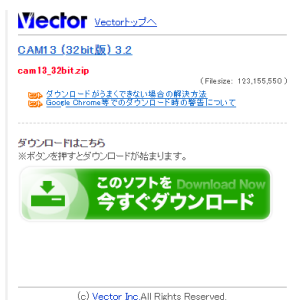 Vector Vectorトップへ
CAM13 (32bit版) 3.2
cam13_32bit.zip
(Filesize: 123,155,550)
ダウンロードがうまくできない場合の解決方法
Google Chrome等でのダウンロード時の警告について
ダウンロードはこちら
※ボタンを押すとダウンロードが始まります。
このソフトを Download Now
今すぐダウンロード
(c) Vector Inc.All Rights Reserved.